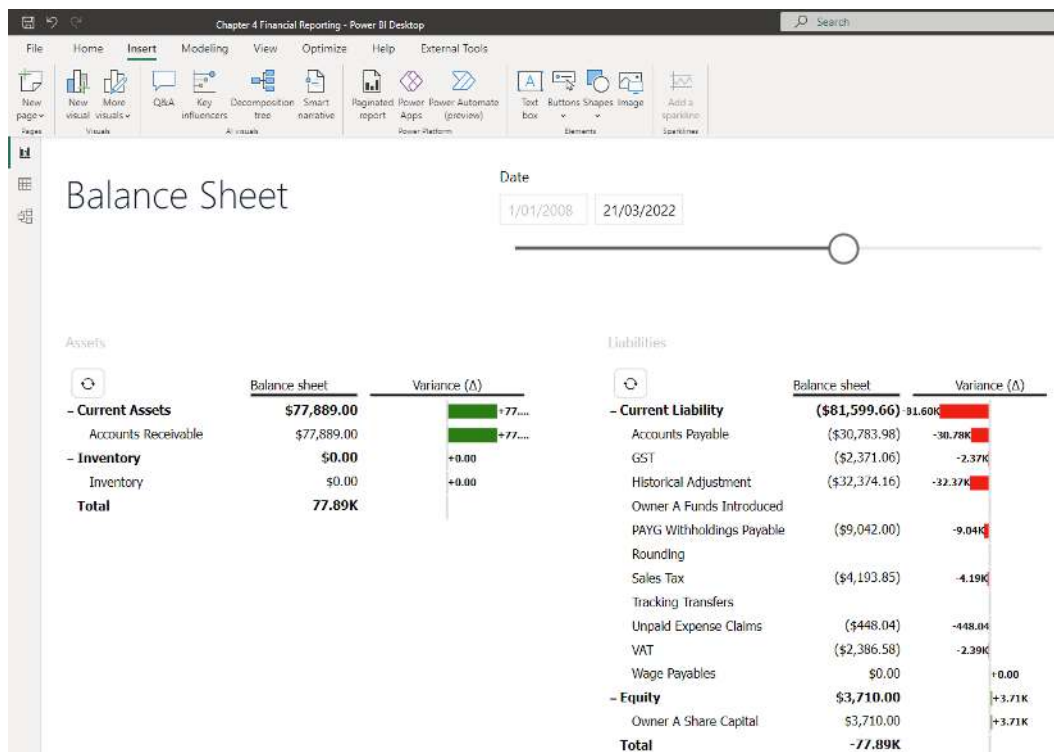 Chapter 4 Financial Reporting - Power BI Desktop
Search
File Home Insert Modeling View Optimize Help External Tools
New page
New visual
More visuals
Q&A
Key influencers
Decomposition tree
Smart narrative
Paginated report
Power Apps
Power Automate (preview)
Text box
Buttons
Shapes
Image
Add a sparkline
Pages Visuals AI visuals Power Platform Elements Sparklines
Balance Sheet
Date
1/01/2008 21/03/2022
Assets
Balance sheet Variance (Δ)
– Current Assets $77,889.00 +77....
Accounts Receivable $77,889.00 +77....
– Inventory $0.00 +0.00
Inventory $0.00 +0.00
Total 77.89K
Liabilities
Balance sheet Variance (Δ)
– Current Liability ($81,599.66) -81.60K
Accounts Payable ($30,783.98) -30.78K
GST ($2,371.06) -2.37K
Historical Adjustment ($32,374.16) -32.37K
Owner A Funds Introduced
PAYG Withholdings Payable ($9,042.00) -9.04K
Rounding
Sales Tax ($4,193.85) -4.19K
Tracking Transfers
Unpaid Expense Claims ($448.04) -448.04
VAT ($2,386.58) -2.39K
Wage Payables $0.00 +0.00
– Equity $3,710.00 +3.71K
Owner A Share Capital $3,710.00 +3.71K
Total -77.89K